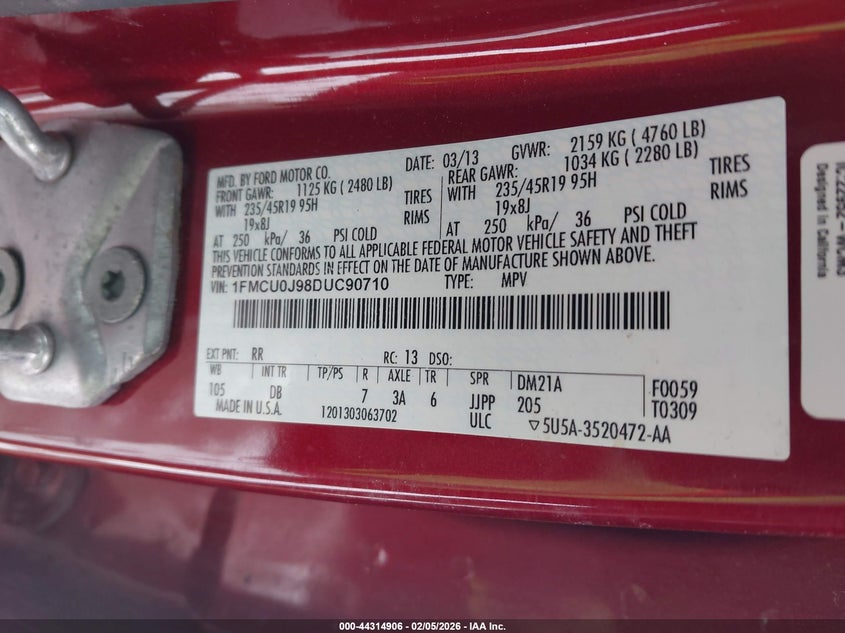 MFD. BY FORD MOTOR CO.
DATE: 03/13 GVWR: 2159 KG ( 4760 LB)
FRONT GAWR: 1125 KG ( 2480 LB)
WITH 235/45R19 95H TIRES
19x8J RIMS
AT 250 kPa/ 36 PSI COLD
REAR GAWR: 1034 KG ( 2280 LB)
WITH 235/45R19 95H TIRES
19x8J RIMS
AT 250 kPa/ 36 PSI COLD
THIS VEHICLE CONFORMS TO ALL APPLICABLE FEDERAL MOTOR VEHICLE SAFETY AND THEFT
PREVENTION STANDARDS IN EFFECT ON THE DATE OF MANUFACTURE SHOWN ABOVE.
VIN: 1FMCU0J98DUC90710 TYPE: MPV
EXT PNT: RR RC: 13 DSO:
WB INT TR TP/PS R AXLE TR SPR
105 DB 7 3A 6 JJPP
DM21A F0059
205 T0309
MADE IN U.S.A. 1201303063702 ULC ▽5U5A-3520472-AA
Designed in California
000-44314906 - 02/05/2026 - IAA Inc.